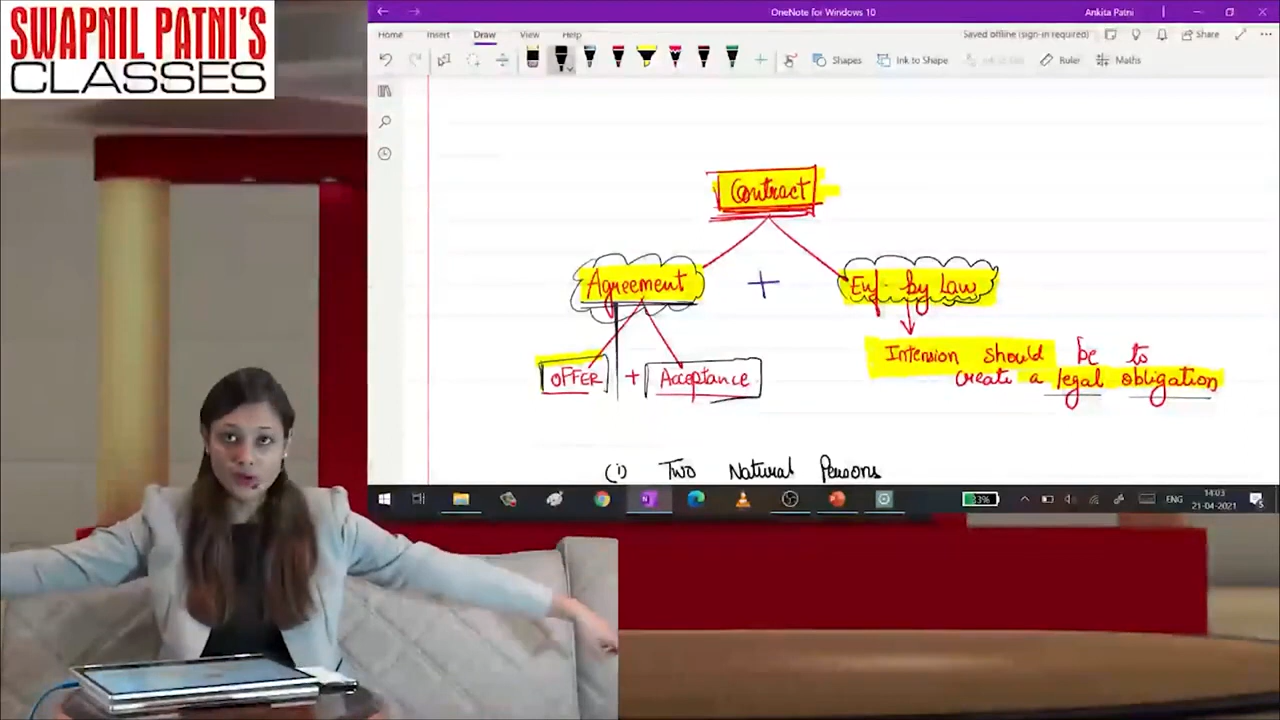 SWAPNIL PATNI'S
CLASSES
OneNote for Windows 10
Ankita Patni
Home Insert Draw View Help
Saved offline (sign-in required) Share
Shapes Ink to Shape Ruler Maths
Contract
Agreement + Enf. by Law
Intension should be to
create a legal obligation
OFFER + Acceptance
(i) Two Natural Persons
33% ENG 14:03
21-04-2021